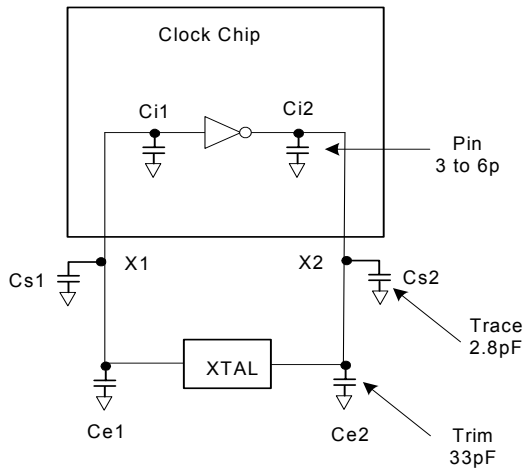 Clock Chip
Ci1
Ci2
Pin
3 to 6p
X1
X2
Cs1
Cs2
Trace
2.8pF
XTAL
Ce1
Ce2
Trim
33pF